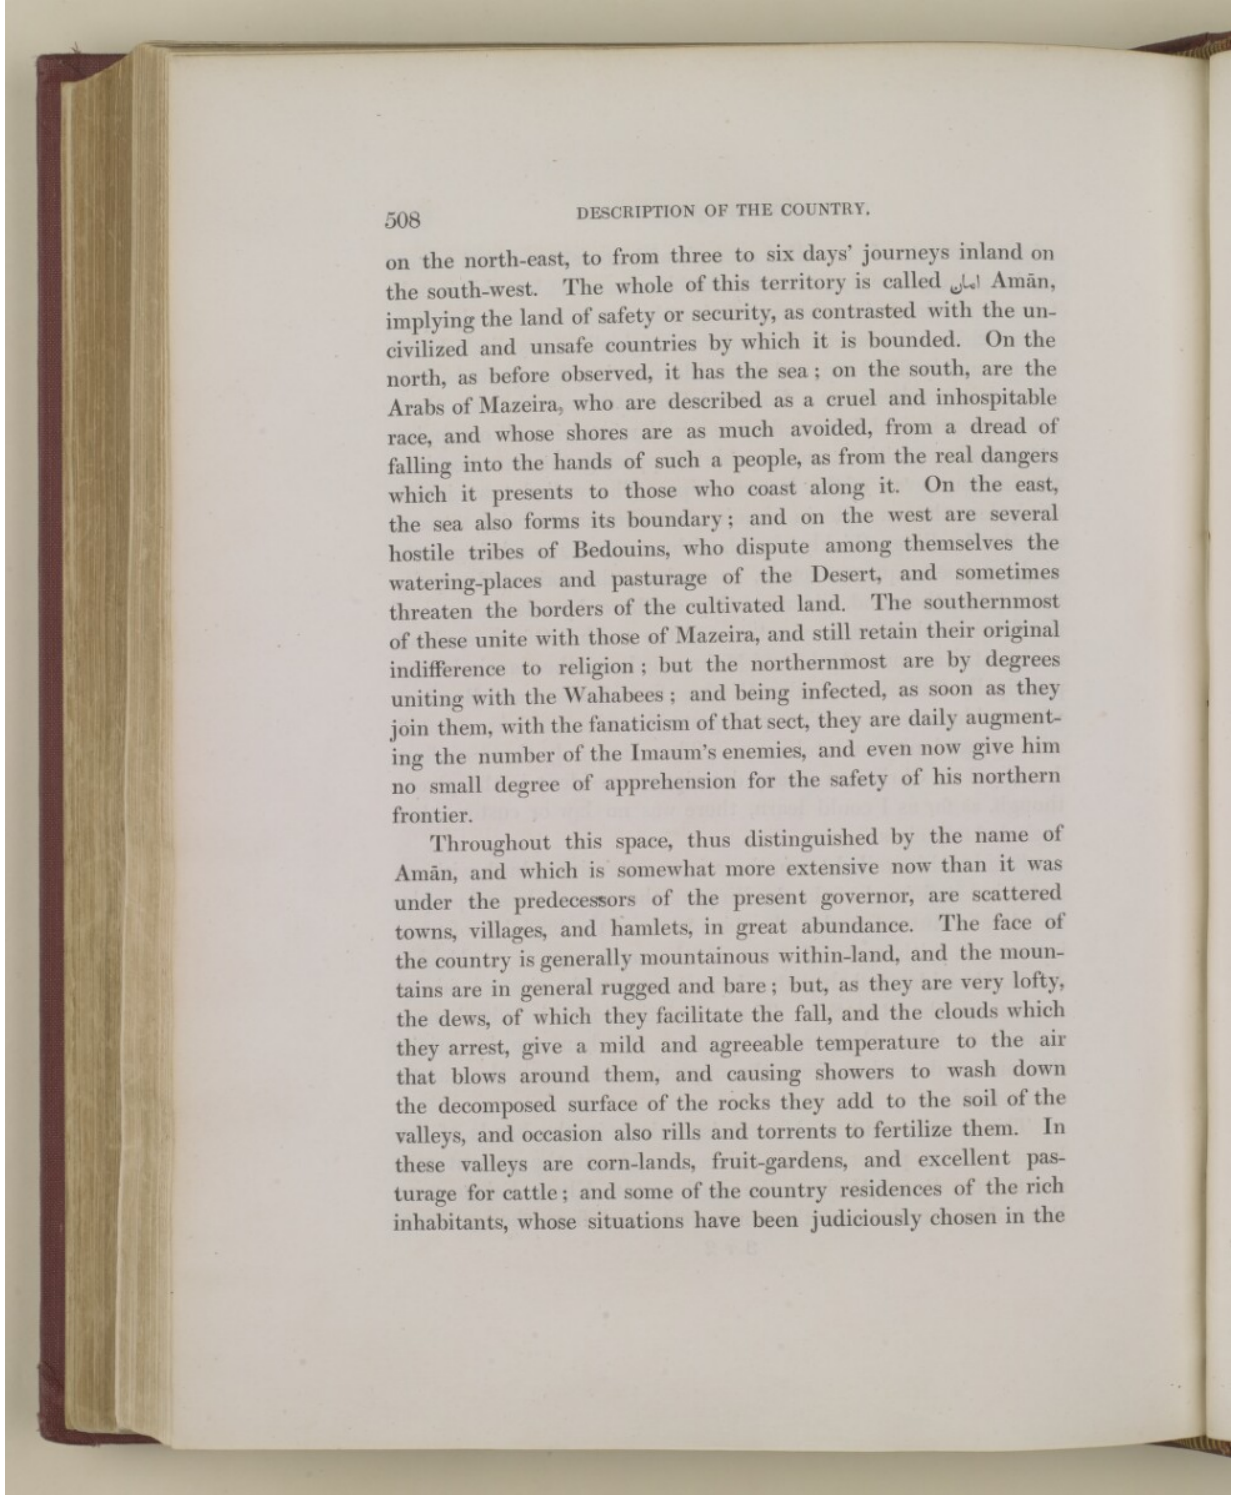 508
DESCRIPTION OF THE COUNTRY.
on the north-east, to from three to six days' journeys inland on
the south-west. The whole of this territory is called امان Amān,
implying the land of safety or security, as contrasted with the un-
civilized and unsafe countries by which it is bounded. On the
north, as before observed, it has the sea; on the south, are the
Arabs of Mazeira, who are described as a cruel and inhospitable
race, and whose shores are as much avoided, from a dread of
falling into the hands of such a people, as from the real dangers
which it presents to those who coast along it. On the east,
the sea also forms its boundary; and on the west are several
hostile tribes of Bedouins, who dispute among themselves the
watering-places and pasturage of the Desert, and sometimes
threaten the borders of the cultivated land. The southernmost
of these unite with those of Mazeira, and still retain their original
indifference to religion; but the northernmost are by degrees
uniting with the Wahabees; and being infected, as soon as they
join them, with the fanaticism of that sect, they are daily augment-
ing the number of the Imaum's enemies, and even now give him
no small degree of apprehension for the safety of his northern
frontier.
Throughout this space, thus distinguished by the name of
Amān, and which is somewhat more extensive now than it was
under the predecessors of the present governor, are scattered
towns, villages, and hamlets, in great abundance. The face of
the country is generally mountainous within-land, and the moun-
tains are in general rugged and bare; but, as they are very lofty,
the dews, of which they facilitate the fall, and the clouds which
they arrest, give a mild and agreeable temperature to the air
that blows around them, and causing showers to wash down
the decomposed surface of the rocks they add to the soil of the
valleys, and occasion also rills and torrents to fertilize them. In
these valleys are corn-lands, fruit-gardens, and excellent pas-
turage for cattle; and some of the country residences of the rich
inhabitants, whose situations have been judiciously chosen in the